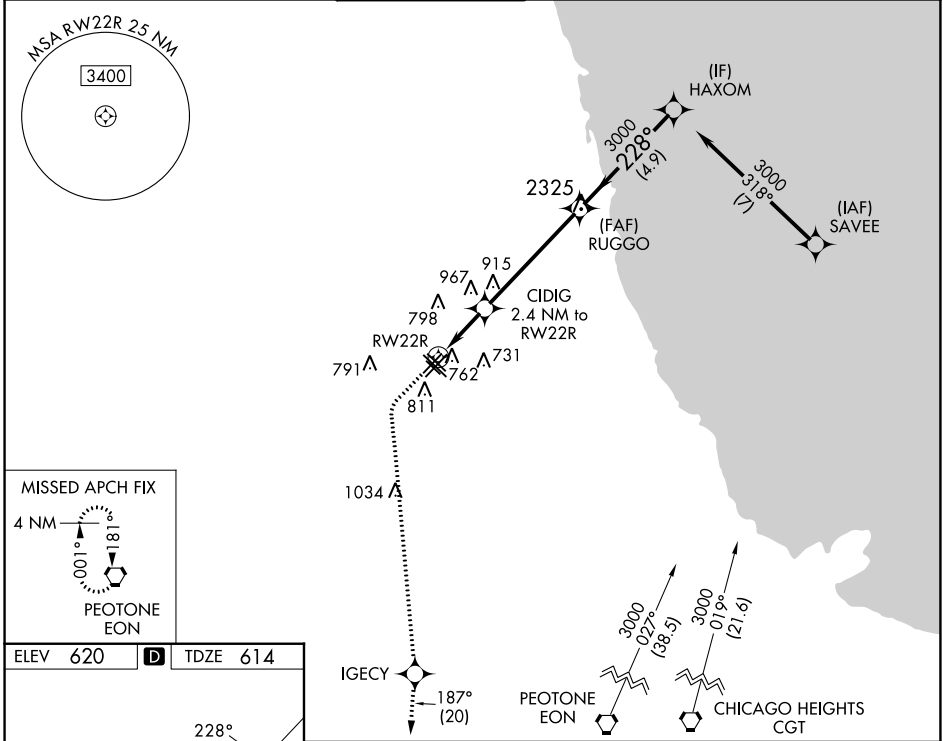 MSA RW22R 25 NM
3400
(IF)
HAXOM
3000
228°
(4.9)
3000
318°
(7)
(IAF)
SAVEE
2325
(FAF)
RUGGO
915
967
798
CIDIG
2.4 NM to
RW22R
RW22R
791
762
731
811
1034
MISSED APCH FIX
4 NM
001°
181°
PEOTONE
EON
3000
027°
(38.5)
3000
019°
(21.6)
ELEV 620
D
TDZE 614
IGECY
187°
(20)
PEOTONE
EON
CHICAGO HEIGHTS
CGT
228°